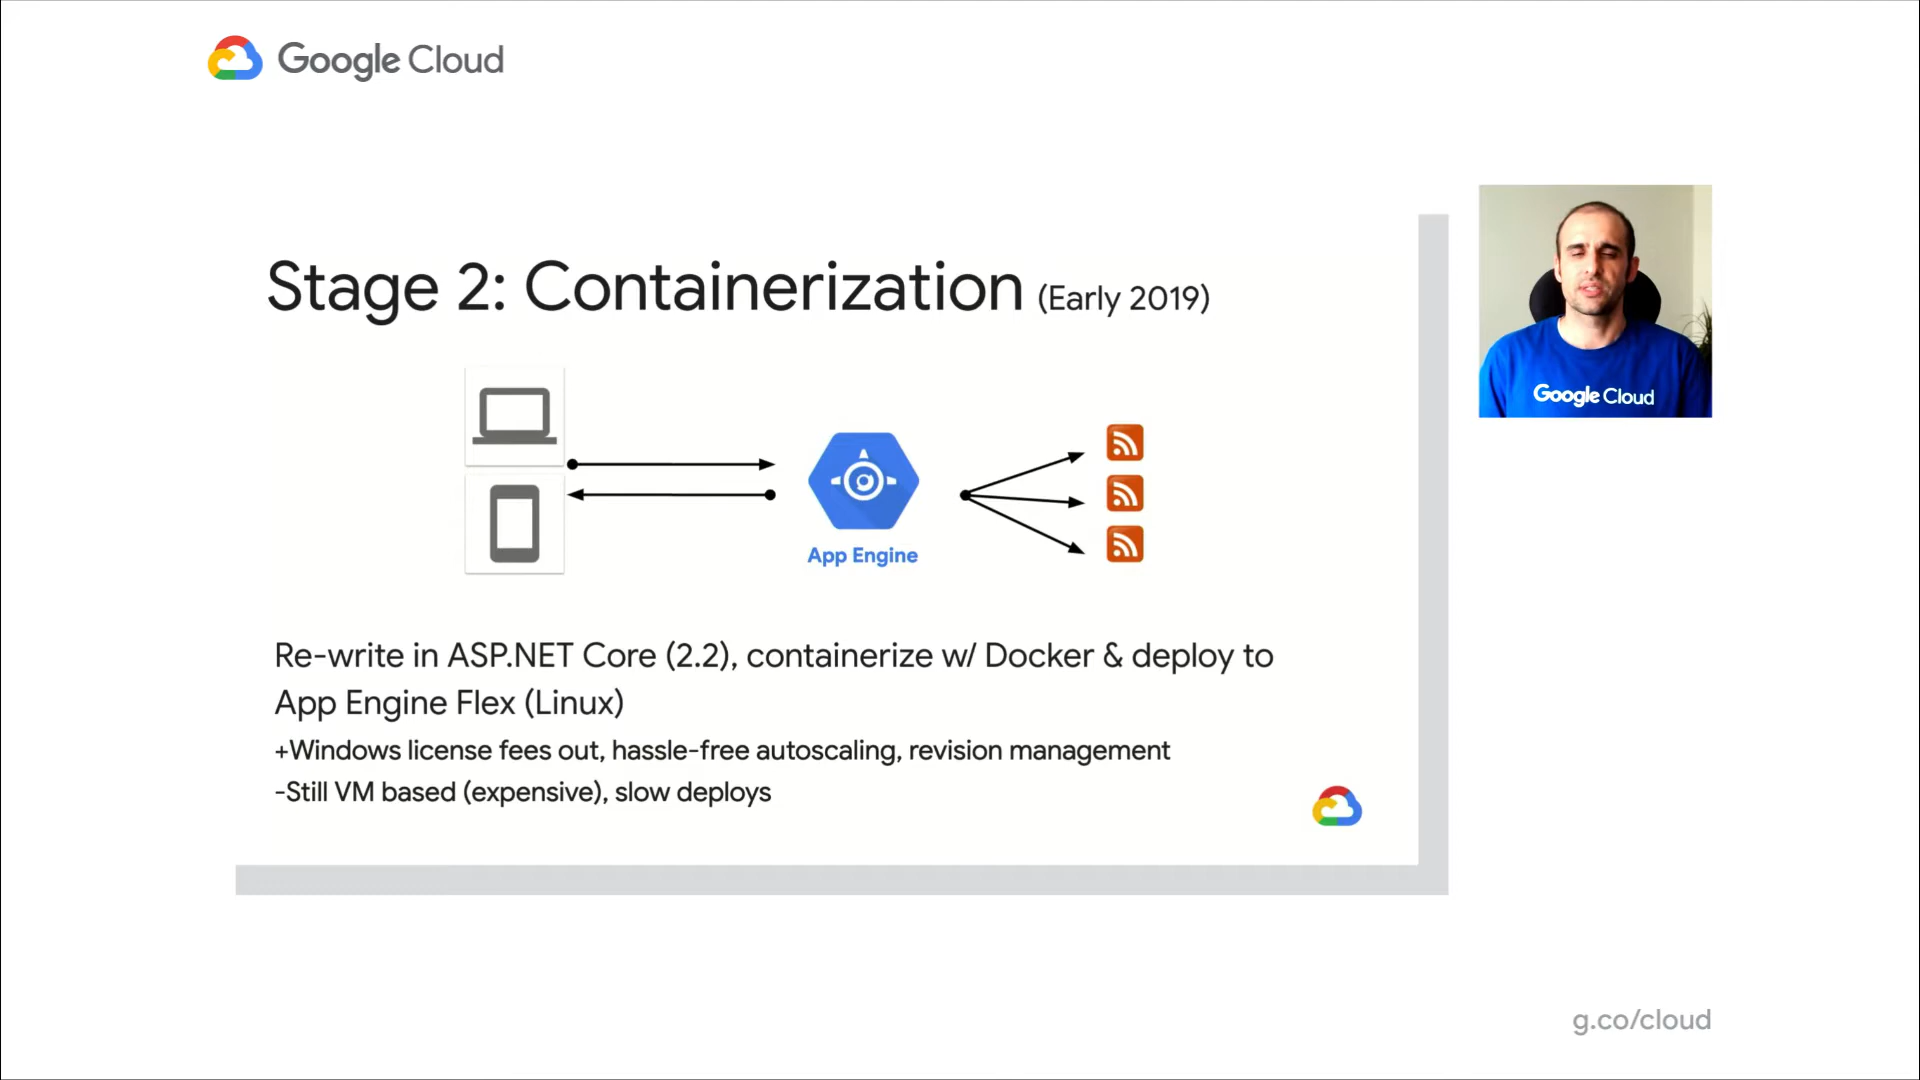 Google Cloud
Stage 2: Containerization (Early 2019)
App Engine
Re-write in ASP.NET Core (2.2), containerize w/ Docker & deploy to
App Engine Flex (Linux)
+Windows license fees out, hassle-free autoscaling, revision management
-Still VM based (expensive), slow deploys
Google Cloud
g.co/cloud